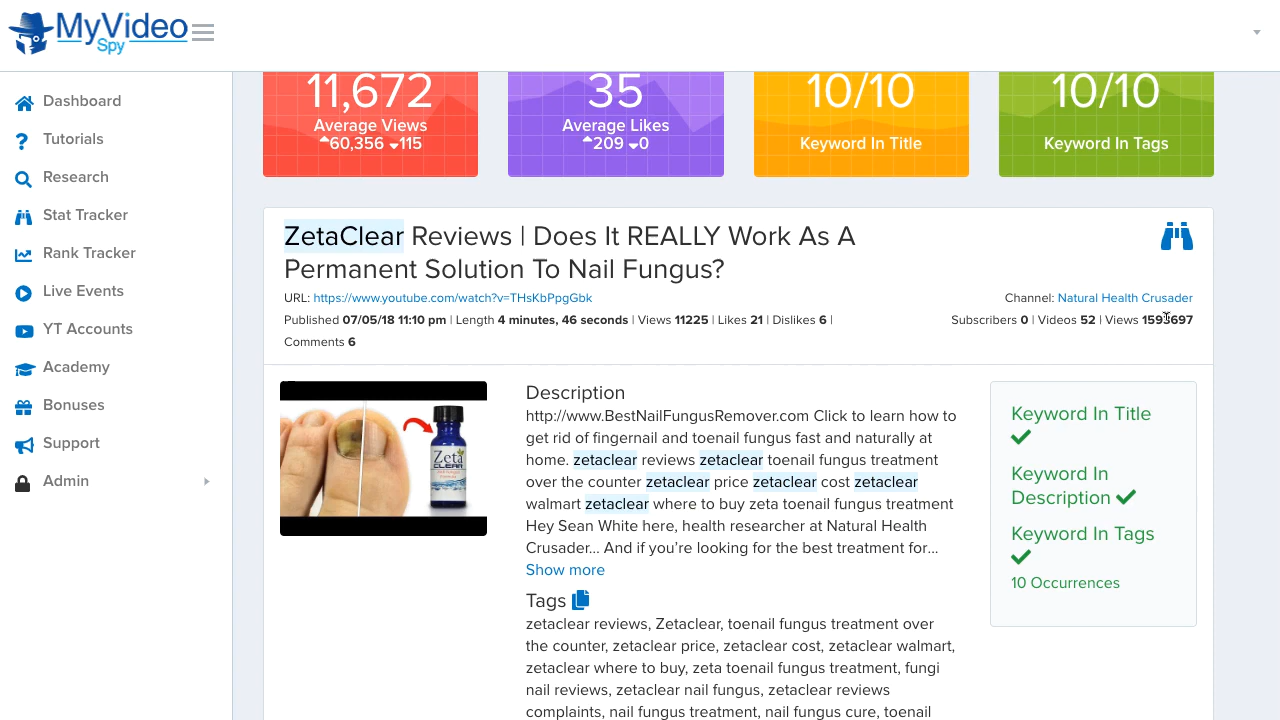 MyVideo
Spy
Dashboard
Tutorials
Research
Stat Tracker
Rank Tracker
Live Events
YT Accounts
Academy
Bonuses
Support
Admin
11,672
Average Views
60,356 115
35
Average Likes
209 0
10/10
Keyword In Title
10/10
Keyword In Tags
ZetaClear Reviews | Does It REALLY Work As A
Permanent Solution To Nail Fungus?
URL: https://www.youtube.com/watch?v=THsKbPpgGbk
Published 07/05/18 11:10 pm | Length 4 minutes, 46 seconds | Views 11225 | Likes 21 | Dislikes 6 |
Comments 6
Channel: Natural Health Crusader
Subscribers 0 | Videos 52 | Views 1593697
Zeta
CLEAR
Description
http://www.BestNailFungusRemover.com Click to learn how to
get rid of fingernail and toenail fungus fast and naturally at
home. zetaclear reviews zetaclear toenail fungus treatment
over the counter zetaclear price zetaclear cost zetaclear
walmart zetaclear where to buy zeta toenail fungus treatment
Hey Sean White here, health researcher at Natural Health
Crusader... And if you're looking for the best treatment for...
Show more
Tags
zetaclear reviews, Zetaclear, toenail fungus treatment over
the counter, zetaclear price, zetaclear cost, zetaclear walmart,
zetaclear where to buy, zeta toenail fungus treatment, fungi
nail reviews, zetaclear nail fungus, zetaclear reviews
complaints, nail fungus treatment, nail fungus cure, toenail
Keyword In Title
Keyword In
Description
Keyword In Tags
10 Occurrences